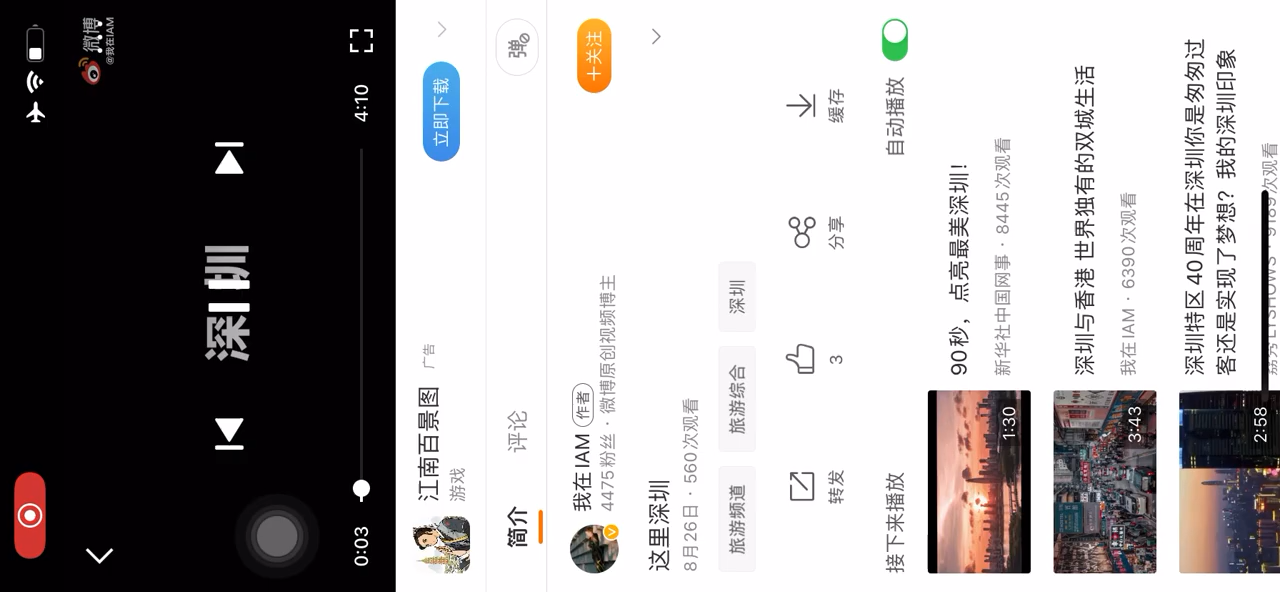 微博
@我在IAM
深圳
0:03
4:10
江南百景图 广告
游戏
立即下载
简介
评论
弹
我在IAM 作者
4475粉丝 · 微博原创视频博主
十关注
这里深圳
8月26日 · 560次观看
旅游频道
旅游综合
深圳
转发
3
分享
缓存
接下来播放
自动播放
1:30
90秒，点亮最美深圳！
新华社中国网事 · 8445次观看
3:43
深圳与香港 世界独有的双城生活
我在IAM · 6390次观看
2:58
深圳特区40周年在深圳你是匆匆过
客还是实现了梦想？我的深圳印象